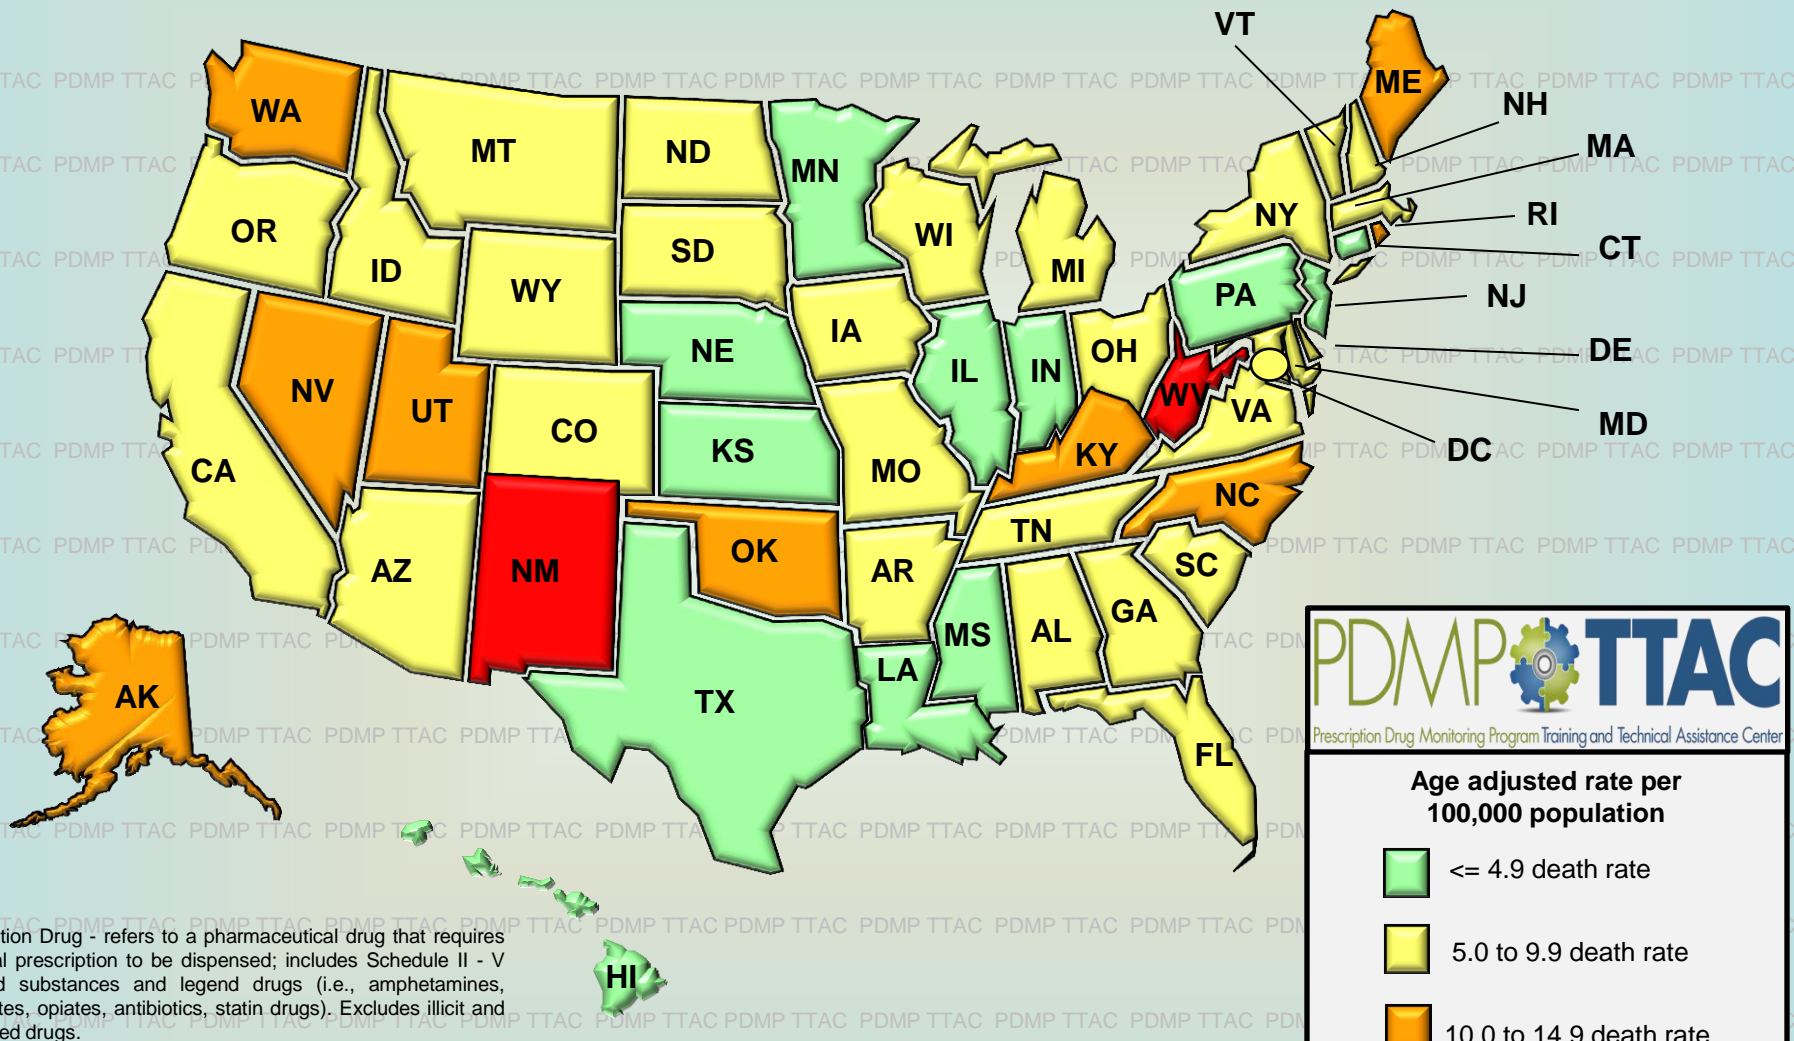 VT
ME
NH
WA
MA
MT
ND
MN
NY
RI
OR
WI
CT
SD
ID
MI
WY
PA
NJ
IA
NE
OH
DE
IL
IN
NV
WV
UT
VA
MD
CO
KS
DC
KY
CA
MO
NC
TN
OK
AZ
NM
AR
SC
GA
MS
AL
LA
AK
TX
FL
HI
PDMP TTAC
Prescription Drug Monitoring Program Training and Technical Assistance Center
Age adjusted rate per
100,000 population
<= 4.9 death rate
5.0 to 9.9 death rate
10.0 to 14.9 death rate
tion Drug - refers to a pharmaceutical drug that requires
al prescription to be dispensed; includes Schedule II - V
d substances and legend drugs (i.e., amphetamines,
tes, opiates, antibiotics, statin drugs). Excludes illicit and
ed drugs.